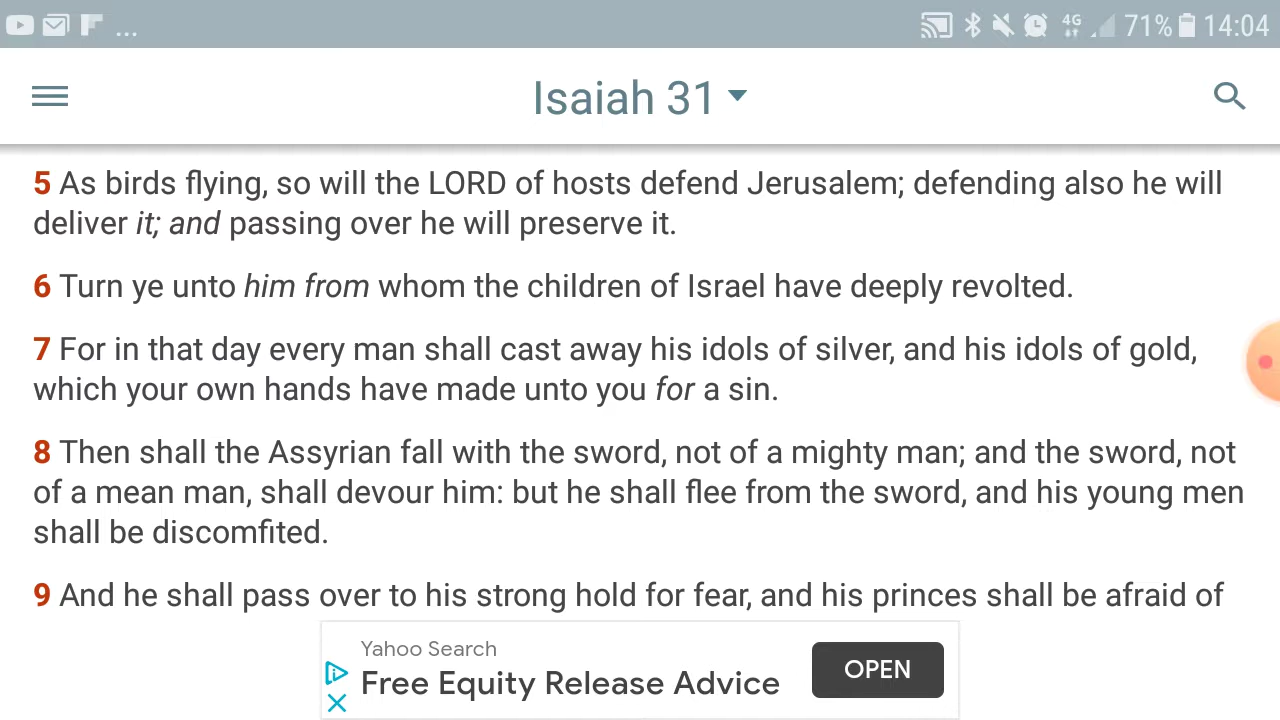 ... 4G 71% 14:04
Isaiah 31
5 As birds flying, so will the LORD of hosts defend Jerusalem; defending also he will
deliver it; and passing over he will preserve it.
6 Turn ye unto him from whom the children of Israel have deeply revolted.
7 For in that day every man shall cast away his idols of silver, and his idols of gold,
which your own hands have made unto you for a sin.
8 Then shall the Assyrian fall with the sword, not of a mighty man; and the sword, not
of a mean man, shall devour him: but he shall flee from the sword, and his young men
shall be discomfited.
9 And he shall pass over to his strong hold for fear, and his princes shall be afraid of
Yahoo Search
Free Equity Release Advice
OPEN